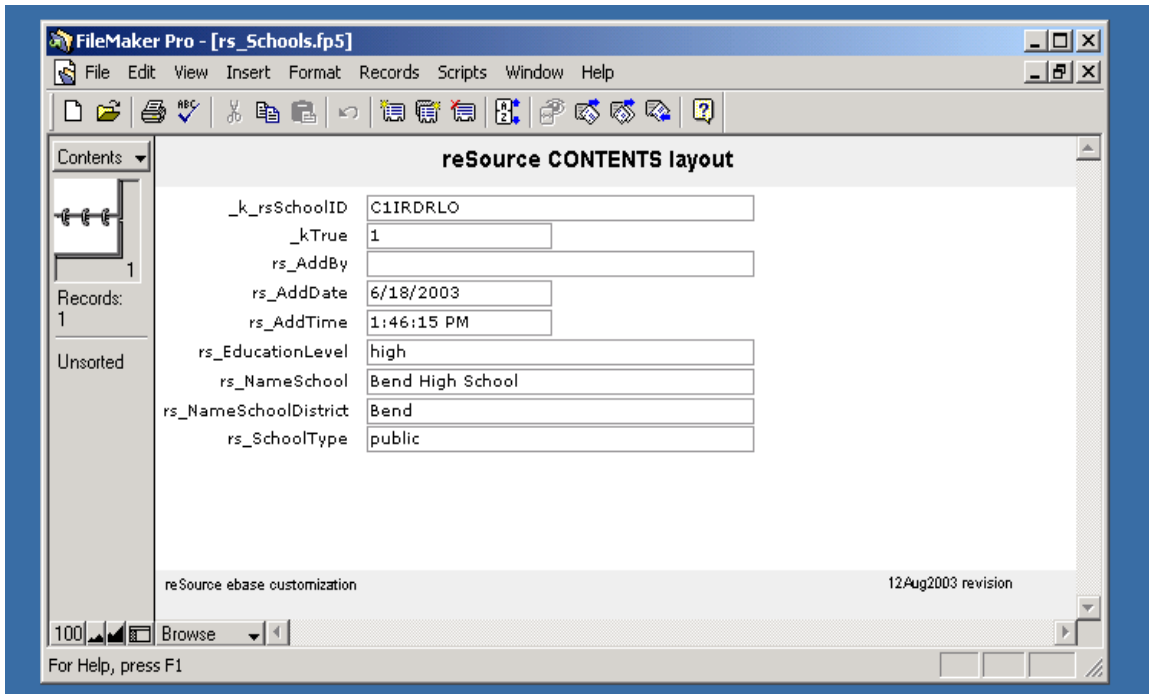 FileMaker Pro - [rs_Schools.fp5]
File Edit View Insert Format Records Scripts Window Help
ABC
Contents
reSource CONTENTS layout
_k_rsSchoolID C1IRDRLO
_kTrue 1
1
rs_AddBy
Records:
1
rs_AddDate 6/18/2003
rs_AddTime 1:46:15 PM
Unsorted
rs_EducationLevel high
rs_NameSchool Bend High School
rs_NameSchoolDistrict Bend
rs_SchoolType public
reSource ebase customization 12Aug2003 revision
100 Browse
For Help, press F1